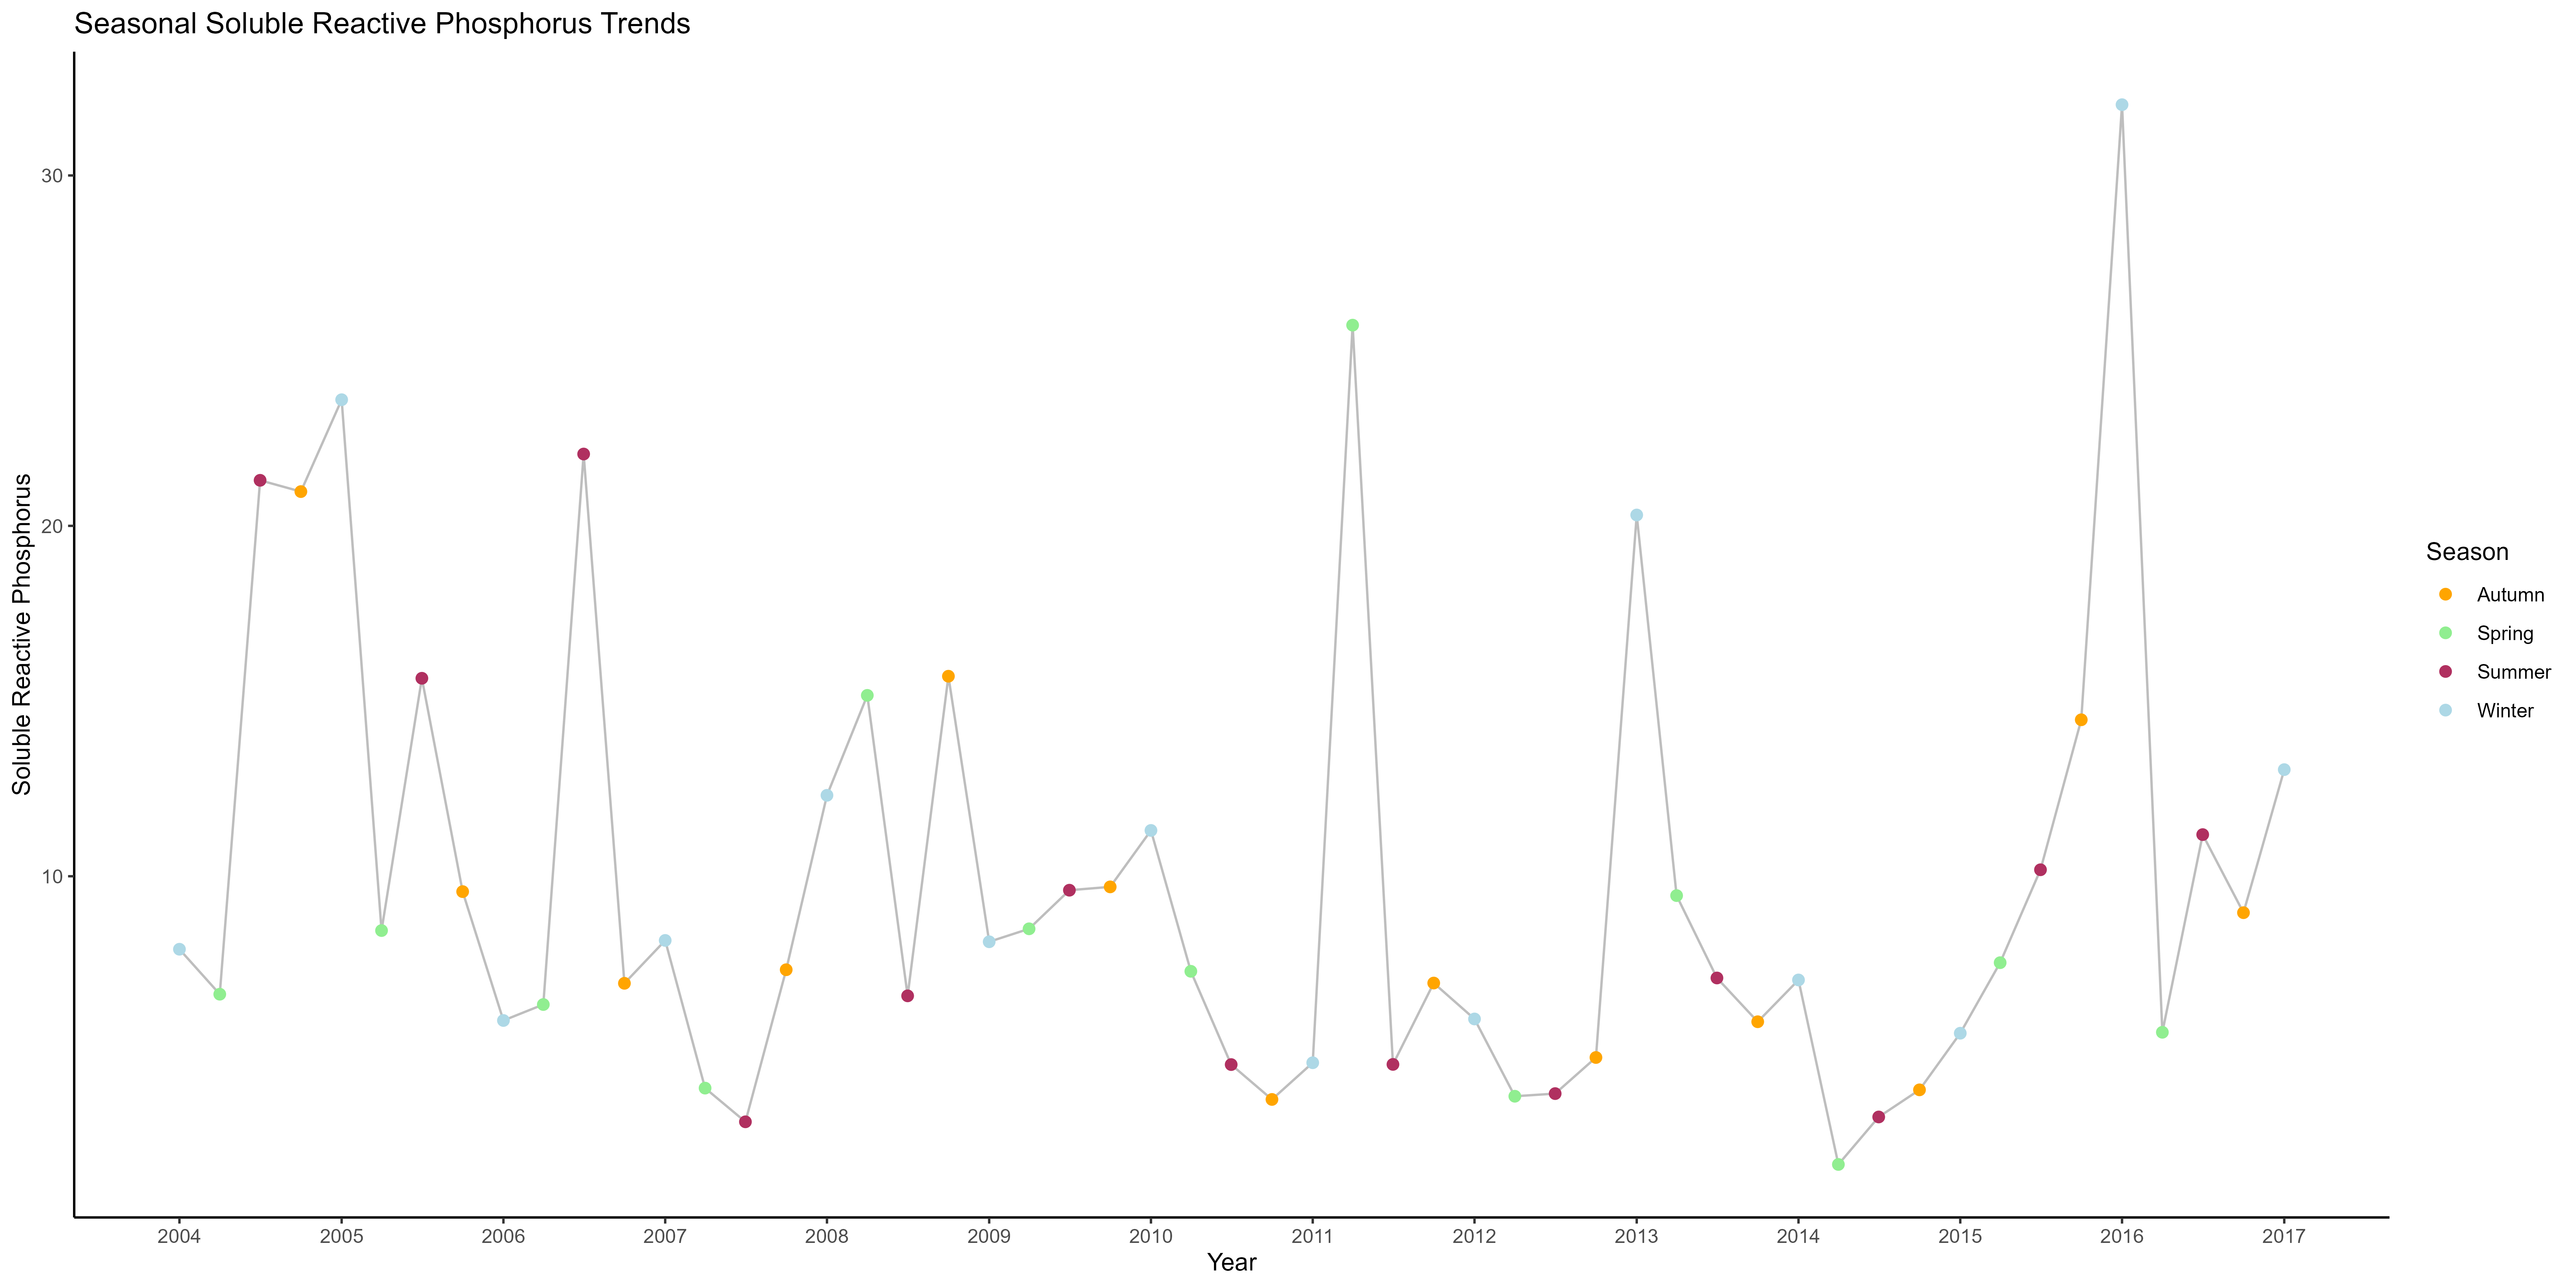 Seasonal Soluble Reactive Phosphorus Trends
Soluble Reactive Phosphorus
30
20
10
2004 2005 2006 2007 2008 2009 2010 2011 2012 2013 2014 2015 2016 2017
Year
Season
Autumn
Spring
Summer
Winter